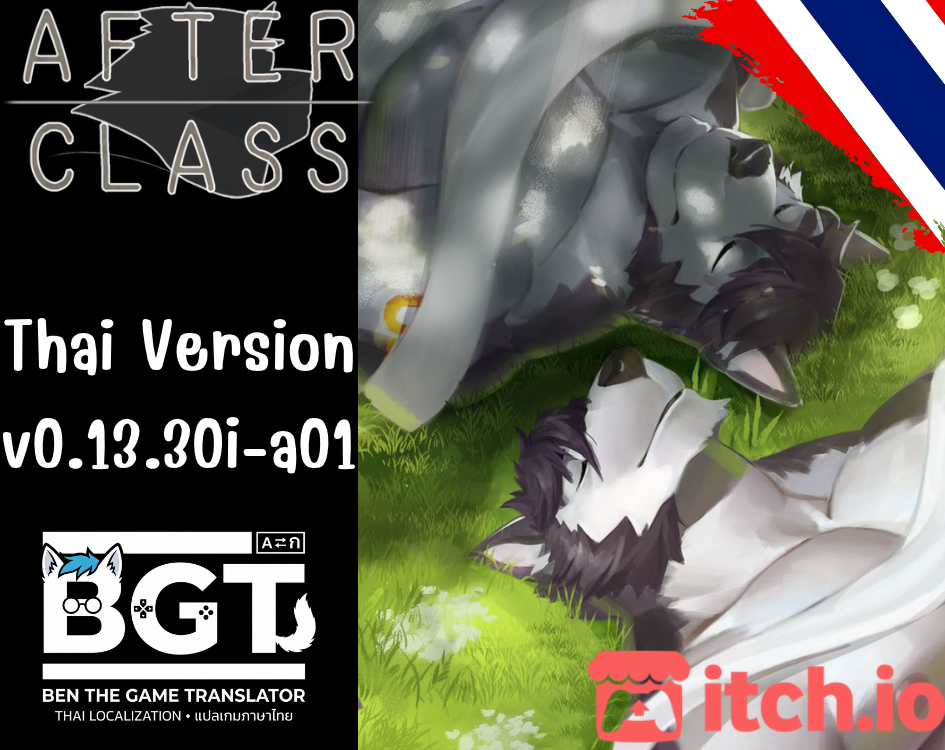 AFTER
CLASS
Thai Version
v0.13.30i-a01
A⇄ก
BGT
BEN THE GAME TRANSLATOR
THAI LOCALIZATION • แปลเกมภาษาไทย
itch.io